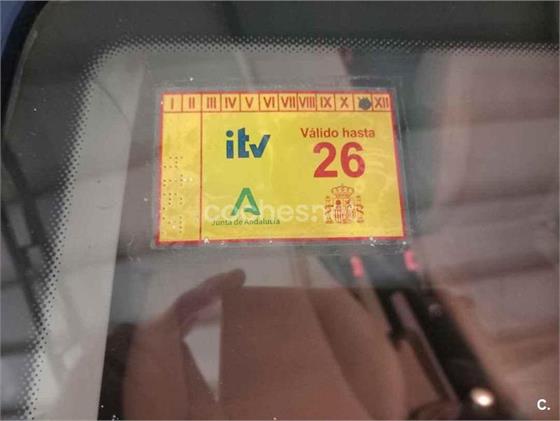 I II III IV V VI VII VIII IX X XII
itv
Válido hasta
26
Junta de Andalucía
coches.net
C.